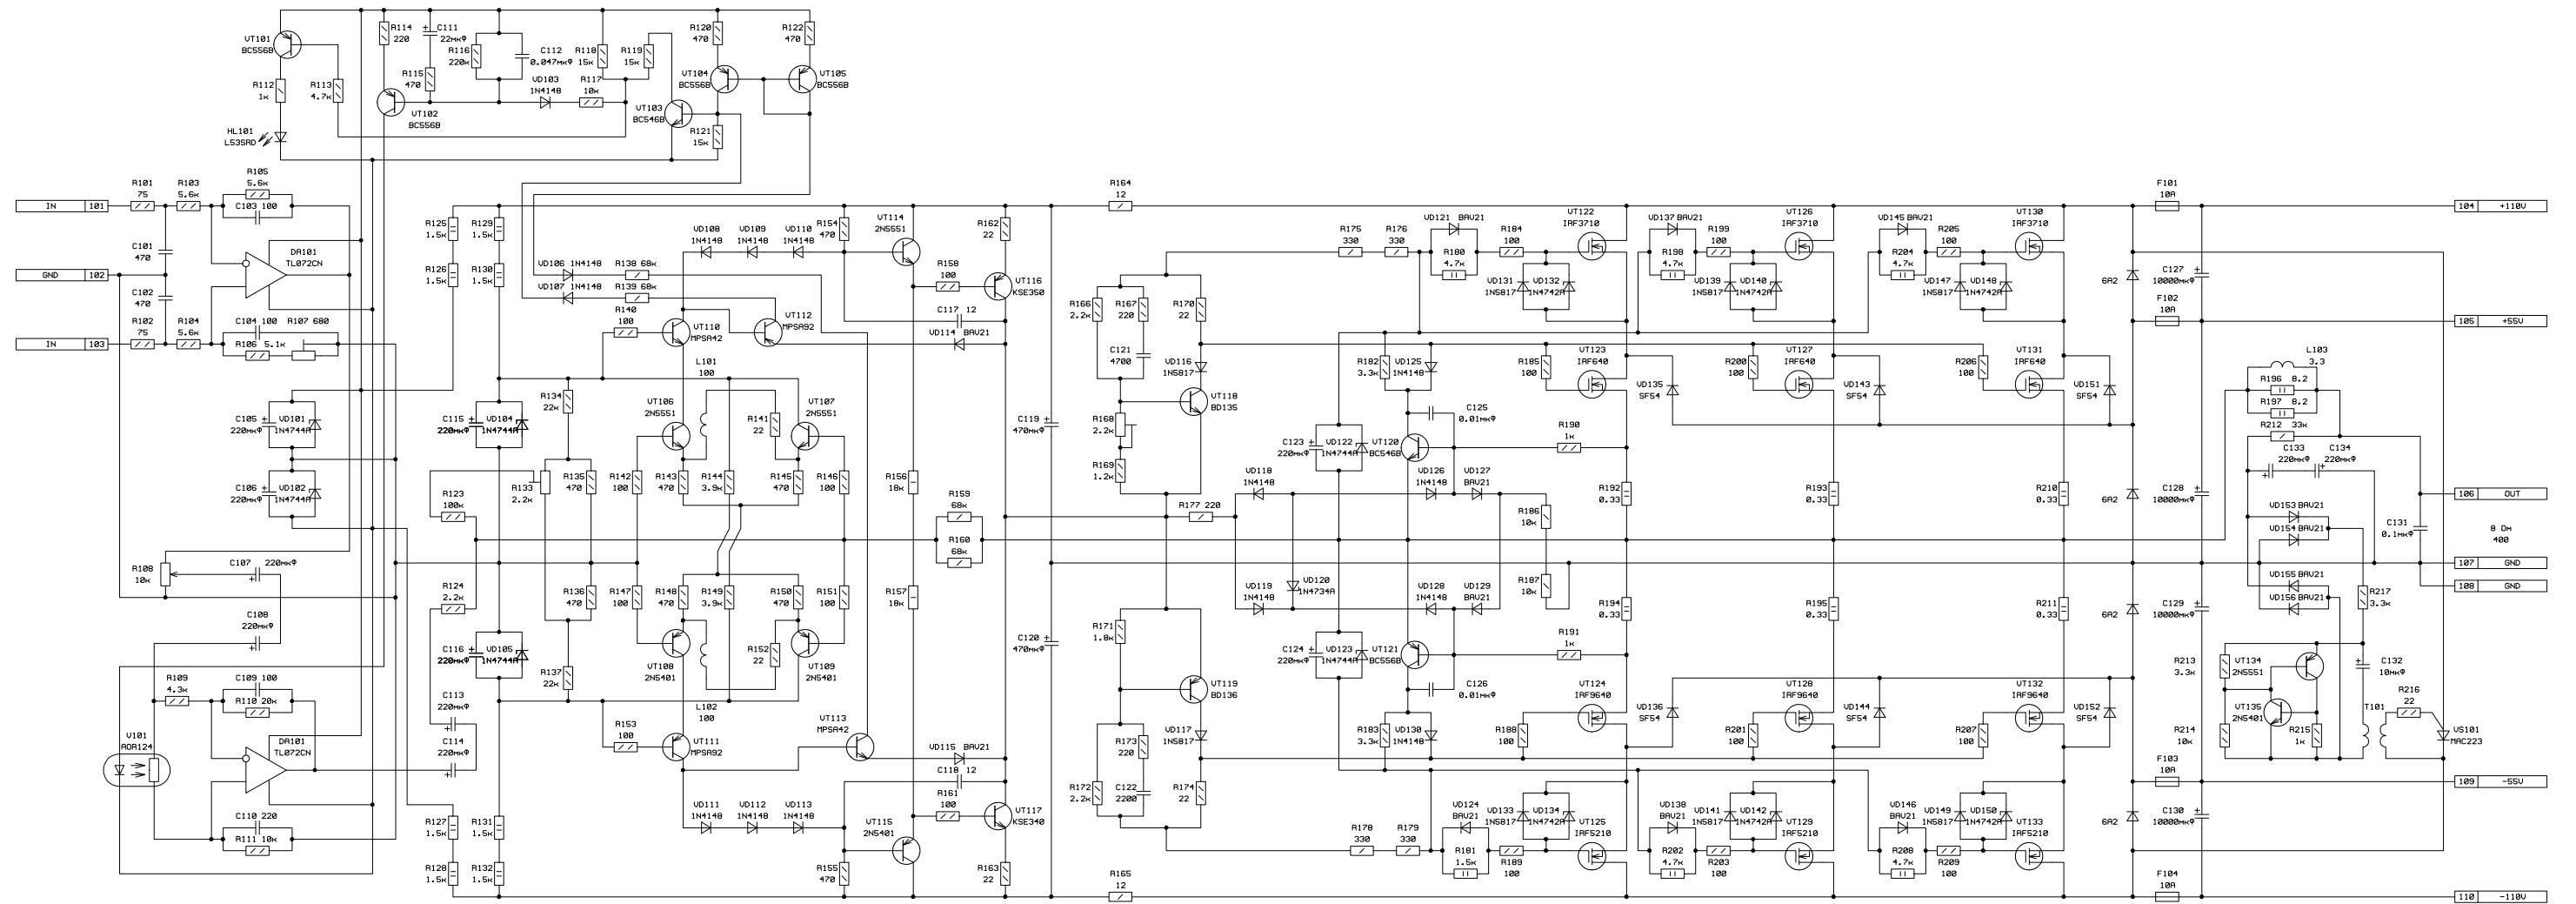 VT101
BC556B
R112
1к
HL101
L53SRD
R113
4.7к
R114
220
C111
22мкФ
R115
470
VT102
BC556B
R116
220к
C112
0.047мкФ
VD103
1N4148
R117
10к
R118
15к
R119
15к
VT103
BC546B
R120
470
VT104
BC556B
R121
15к
R122
470
VT105
BC556B
IN 101
GND 102
IN 103
R101
75
R103
5.6к
R105
5.6к
C103 100
C101
470
C102
470
R102
75
R104
5.6к
DA101
TL072CN
C104 100
R107 680
R106 5.1к
C105
220мкФ
VD101
1N4744A
C106
220мкФ
VD102
1N4744A
R108
10к
C107
220мкФ
C108
220мкФ
R109
4.3к
C109 100
R110 20к
V101
AOR124
DA101
TL072CN
C110 220
R111 10к
R125
1.5к
R129
1.5к
R126
1.5к
R130
1.5к
C115
220мкФ
VD104
1N4744A
R123
100к
R124
2.2к
C116
220мкФ
VD105
1N4744A
C113
220мкФ
C114
220мкФ
R127
1.5к
R131
1.5к
R128
1.5к
R132
1.5к
VD106 1N4148
VD107 1N4148
R138 68к
R139 68к
R140
100
VD108
1N4148
VD109
1N4148
VD110
1N4148
VT110
MPSA42
VT112
MPSA92
R154
470
VT114
2N5551
R162
22
R158
100
VT116
KSE350
C117 12
VD114 BAV21
L101
100
R134
22к
VT106
2N5551
R141
22
VT107
2N5551
R133
2.2к
R135
470
R142
100
R143
470
R144
3.9к
R145
470
R146
100
R156
18к
R159
68к
R160
68к
R136
470
R147
100
R148
470
R149
3.9к
R150
470
R151
100
R157
18к
R137
22к
VT108
2N5401
R152
22
VT109
2N5401
L102
100
R153
100
VT111
MPSA92
VT113
MPSA42
VD115 BAV21
C118 12
R161
100
VT117
KSE340
VD111
1N4148
VD112
1N4148
VD113
1N4148
VT115
2N5401
R155
470
R163
22
C119
470мкФ
C120
470мкФ
R164
12
R165
12
R166
2.2к
R167
220
R170
22
C121
4700
VD116
1N5817
VT118
BD135
R168
2.2к
R169
1.2к
R177 220
R171
1.8к
VT119
BD136
R173
220
VD117
1N5817
R172
2.2к
C122
2200
R174
22
R175
330
R176
330
VD121 BAV21
R180
4.7к
R184
100
VT122
IRF3710
VD131
1N5817
VD132
1N4742A
R182
3.3к
VD125
1N4148
R185
100
VT123
IRF640
VD135
SF54
C123
220мкФ
VD122
1N4744A
VT120
BC546B
C125
0.01мкФ
R190
1к
VD118
1N4148
VD126
1N4148
VD127
BAV21
R186
10к
R192
0.33
VD119
1N4148
VD120
1N4734A
VD128
1N4148
VD129
BAV21
R187
10к
R194
0.33
C124
220мкФ
VD123
1N4744A
VT121
BC556B
R191
1к
C126
0.01мкФ
R183
3.3к
VD130
1N4148
R188
100
VT124
IRF9640
VD136
SF54
R178
330
R179
330
VD124
BAV21
R181
1.5к
R189
100
VD133
1N5817
VD134
1N4742A
VT125
IRF5210
VD137 BAV21
R198
4.7к
R199
100
VT126
IRF3710
VD139
1N5817
VD140
1N4742A
R200
100
VT127
IRF640
VD143
SF54
R193
0.33
R195
0.33
R201
100
VT128
IRF9640
VD144
SF54
VD138
BAV21
R202
4.7к
R203
100
VD141
1N5817
VD142
1N4742A
VT129
IRF5210
VD145 BAV21
R204
4.7к
R205
100
VT130
IRF3710
VD147
1N5817
VD148
1N4742A
R206
100
VT131
IRF640
VD151
SF54
R210
0.33
R211
0.33
R207
100
VT132
IRF9640
VD152
SF54
VD146
BAV21
R208
4.7к
R209
100
VD149
1N5817
VD150
1N4742A
VT133
IRF5210
F101
10A
6A2
C127
10000мкФ
F102
10A
6A2
C128
10000мкФ
6A2
C129
10000мкФ
F103
10A
6A2
C130
10000мкФ
F104
10A
L103
3.3
R196 8.2
R197 8.2
R212 33к
C133
220мкФ
C134
220мкФ
VD153 BAV21
VD154 BAV21
C131
0.1мкФ
VD155 BAV21
VD156 BAV21
R217
3.3к
R213
3.3к
VT134
2N5551
C132
10мкФ
VT135
2N5401
R214
10к
R215
1к
T101
R216
22
VS101
MAC223
104 +110V
105 +55V
106 OUT
8 Ом
400
107 GND
108 GND
109 -55V
110 -110V